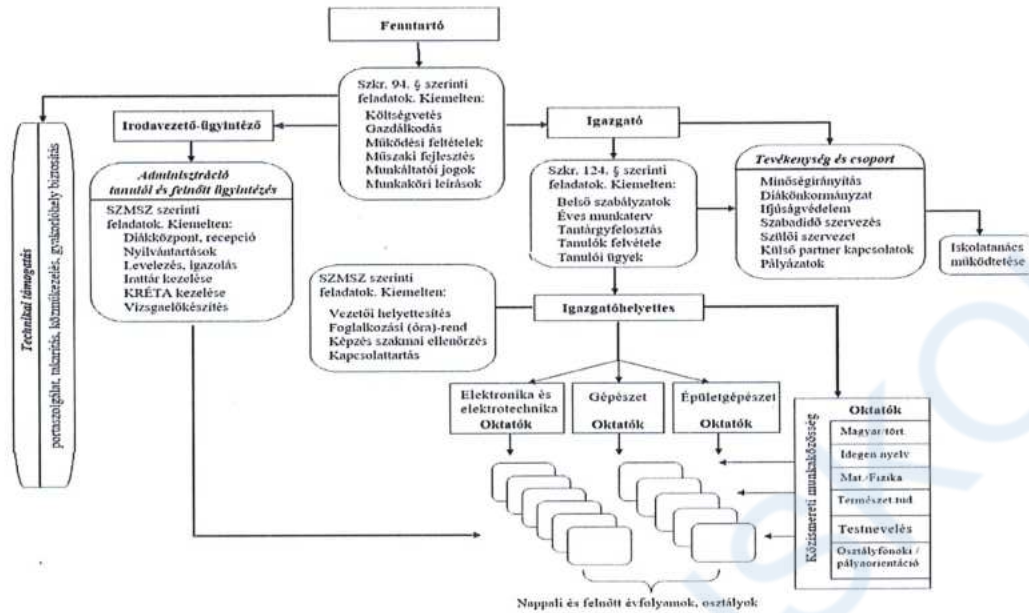 Fenntartó
Szkr. 94. § szerinti
feladatok. Kiemelten:
Költségvetés
Gazdálkodás
Működési feltételek
Műszaki fejlesztés
Munkáltatói jogok
Munkaköri leírások
Irodavezető-ügyintéző
Igazgató
Technikai támogatás
portaszolgálat, takarítás, közműkezelés, gyakorlóhely biztosítás
Adminisztráció
tanulói és felnőtt ügyintézés
SZMSZ szerinti
feladatok. Kiemelten:
Diákközpont, recepció
Nyilvántartások
Levelezés, igazolás
Irattár kezelése
KRÉTA kezelése
Vizsgaelőkészítés
Szkr. 124. § szerinti
feladatok. Kiemelten:
Belső szabályzatok
Éves munkaterv
Tantárgyfelosztás
Tanulók felvétele
Tanulói ügyek
Tevékenység és csoport
Minőségirányítás
Diákönkormányzat
Ifjúságvédelem
Szabadidő szervezés
Szülői szervezet
Külső partner kapcsolatok
Pályázatok
Iskolatanács
működtetése
SZMSZ szerinti
feladatok. Kiemelten:
Vezetői helyettesítés
Foglalkozási (óra)-rend
Képzés szakmai ellenőrzés
Kapcsolattartás
Igazgatóhelyettes
Elektronika és
elektrotechnika
Oktatók
Gépészet
Oktatók
Épületgépészet
Oktatók
Közismereti munkaközösség
Oktatók
Magyar/tört.
Idegen nyelv
Mat./Fizika
Természet.tud
Testnevelés
Osztályfőnöki /
pályaorientáció
Nappali és felnőtt évfolyamok, osztályok